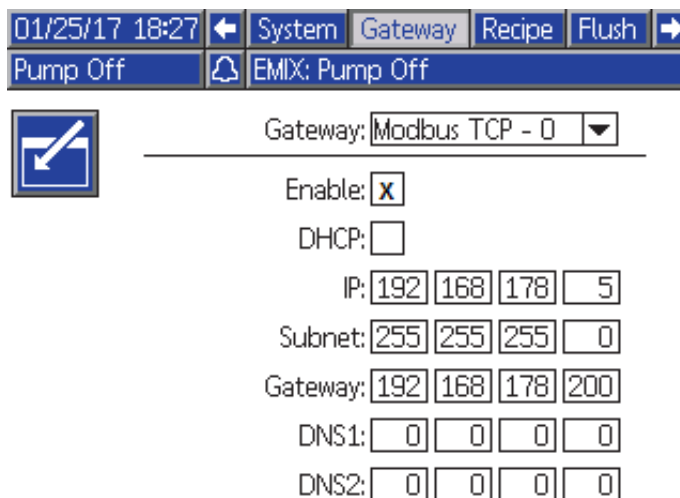 01/25/17 18:27 System Gateway Recipe Flush
Pump Off EMIX: Pump Off
Gateway: Modbus TCP - 0
Enable: x
DHCP:
IP: 192 168 178 5
Subnet: 255 255 255 0
Gateway: 192 168 178 200
DNS1: 0 0 0 0
DNS2: 0 0 0 0